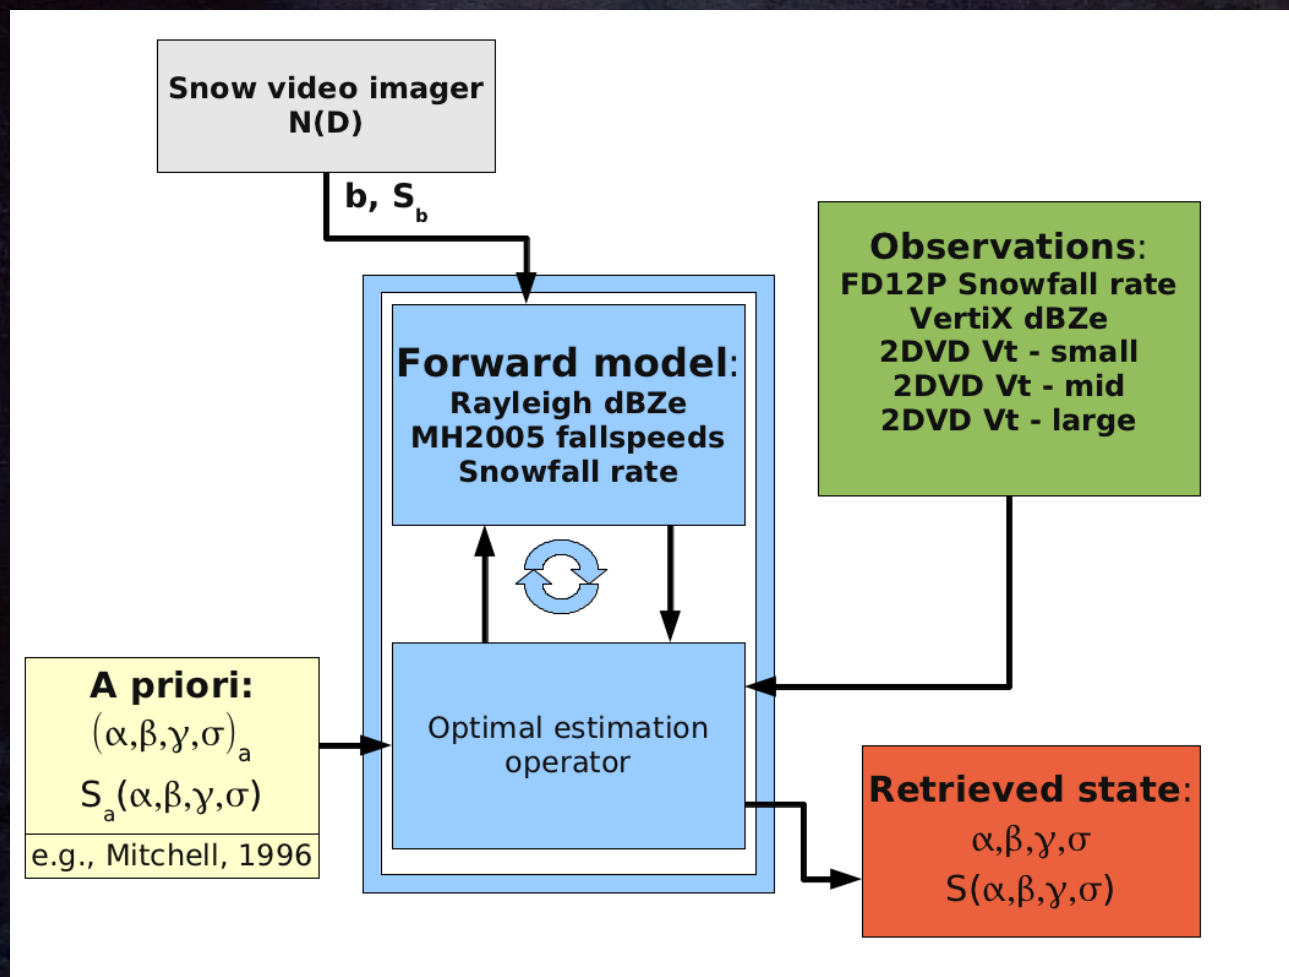 Snow video imager
N(D)
b, S_b
Observations:
FD12P Snowfall rate
VertiX dBZe
2DVD Vt - small
2DVD Vt - mid
2DVD Vt - large
Forward model:
Rayleigh dBZe
MH2005 fallspeeds
Snowfall rate
A priori:
(α,β,γ,σ)_a
S_a(α,β,γ,σ)
e.g., Mitchell, 1996
Optimal estimation
operator
Retrieved state:
α,β,γ,σ
S(α,β,γ,σ)